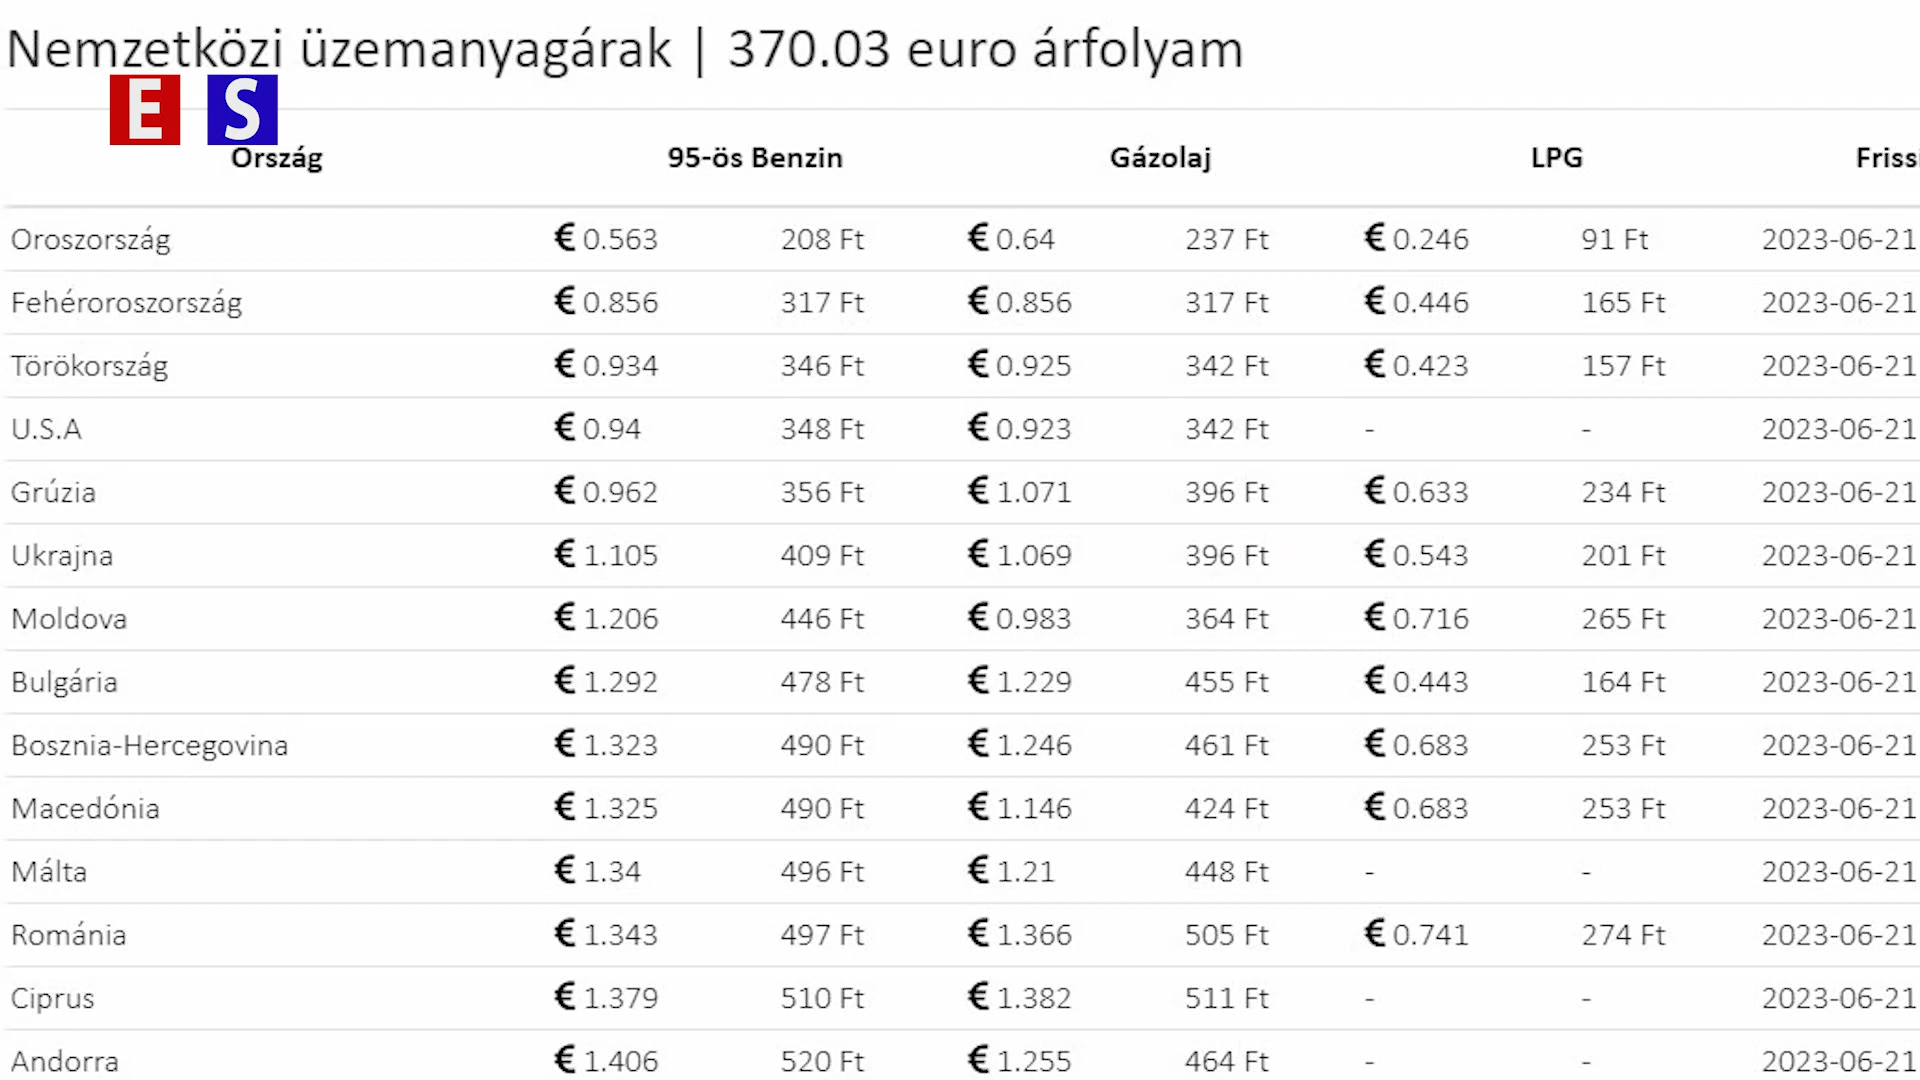 Nemzetközi üzemanyagárak | 370.03 euro árfolyam
E S
Ország 95-ös Benzin Gázolaj LPG Frissi
Oroszország € 0.563 208 Ft € 0.64 237 Ft € 0.246 91 Ft 2023-06-21
Fehéroroszország € 0.856 317 Ft € 0.856 317 Ft € 0.446 165 Ft 2023-06-21
Törökország € 0.934 346 Ft € 0.925 342 Ft € 0.423 157 Ft 2023-06-21
U.S.A € 0.94 348 Ft € 0.923 342 Ft - - 2023-06-21
Grúzia € 0.962 356 Ft € 1.071 396 Ft € 0.633 234 Ft 2023-06-21
Ukrajna € 1.105 409 Ft € 1.069 396 Ft € 0.543 201 Ft 2023-06-21
Moldova € 1.206 446 Ft € 0.983 364 Ft € 0.716 265 Ft 2023-06-21
Bulgária € 1.292 478 Ft € 1.229 455 Ft € 0.443 164 Ft 2023-06-21
Bosznia-Hercegovina € 1.323 490 Ft € 1.246 461 Ft € 0.683 253 Ft 2023-06-21
Macedónia € 1.325 490 Ft € 1.146 424 Ft € 0.683 253 Ft 2023-06-21
Málta € 1.34 496 Ft € 1.21 448 Ft - - 2023-06-21
Románia € 1.343 497 Ft € 1.366 505 Ft € 0.741 274 Ft 2023-06-21
Ciprus € 1.379 510 Ft € 1.382 511 Ft - - 2023-06-21
Andorra € 1.406 520 Ft € 1.255 464 Ft - - 2023-06-21